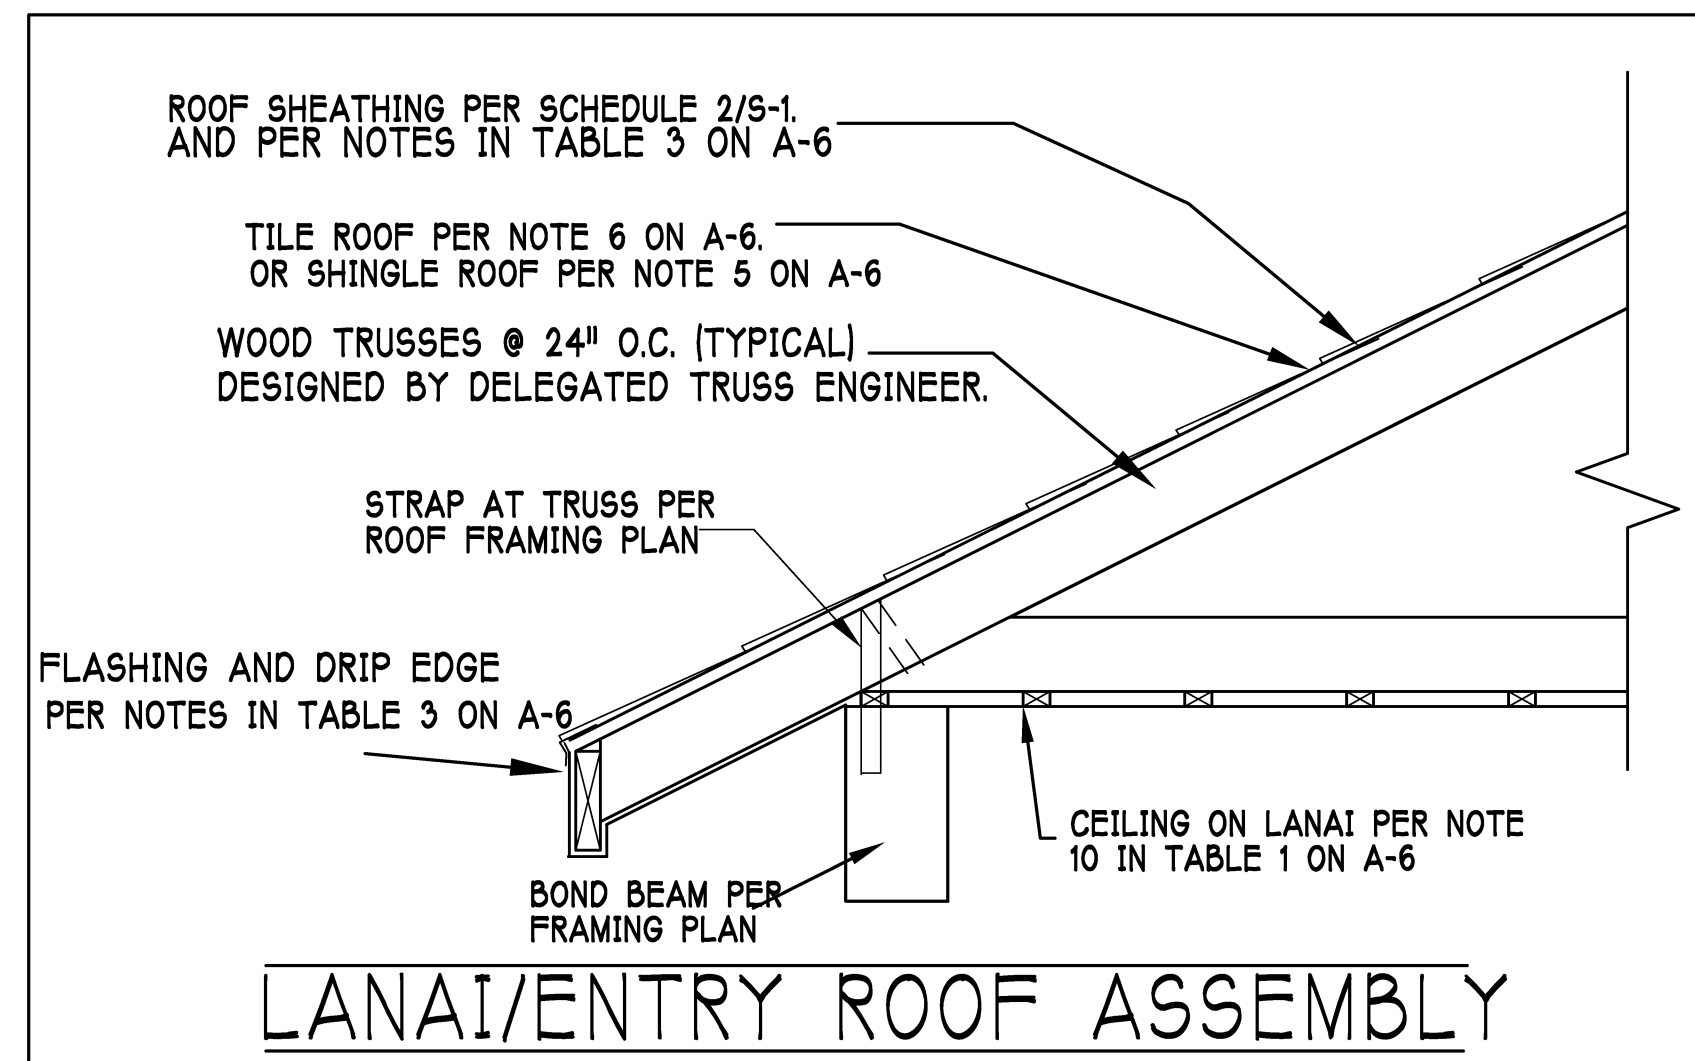 ROOF SHEATHING PER SCHEDULE 2/S-1.
AND PER NOTES IN TABLE 3 ON A-6
TILE ROOF PER NOTE 6 ON A-6.
OR SHINGLE ROOF PER NOTE 5 ON A-6
WOOD TRUSSES @ 24" O.C. (TYPICAL)
DESIGNED BY DELEGATED TRUSS ENGINEER.
STRAP AT TRUSS PER
ROOF FRAMING PLAN
FLASHING AND DRIP EDGE
PER NOTES IN TABLE 3 ON A-6
CEILING ON LANAI PER NOTE
10 IN TABLE 1 ON A-6
BOND BEAM PER
FRAMING PLAN
LANAI/ENTRY ROOF ASSEMBLY